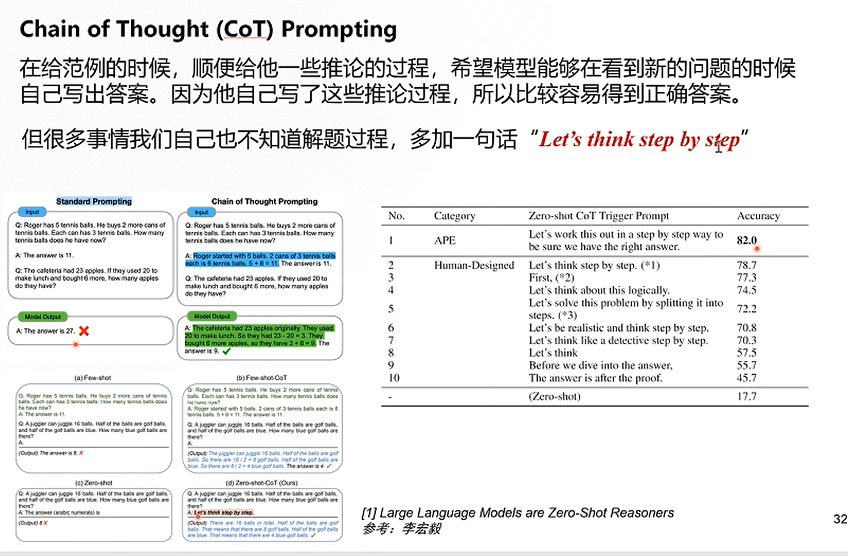 Chain of Thought (CoT) Prompting
在给范例的时候，顺便给他一些推论的过程，希望模型能够在看到新的问题的时候
自己写出答案。因为他自己写了这些推论过程，所以比较容易得到正确答案。
但很多事情我们自己也不知道解题过程，多加一句话“Let's think step by step”
Standard Prompting
Input
Q: Roger has 5 tennis balls. He buys 2 more cans of
tennis balls. Each can has 3 tennis balls. How many
tennis balls does he have now?
A: The answer is 11.
Q: The cafeteria had 23 apples. If they used 20 to
make lunch and bought 6 more, how many apples
do they have?
Model Output
A: The answer is 27.
Chain of Thought Prompting
Input
Q: Roger has 5 tennis balls. He buys 2 more cans of
tennis balls. Each can has 3 tennis balls. How many
tennis balls does he have now?
A: Roger started with 5 balls. 2 cans of 3 tennis balls
each is 6 tennis balls. 5 + 6 = 11. The answer is 11.
Q: The cafeteria had 23 apples. If they used 20 to
make lunch and bought 6 more, how many apples
do they have?
Model Output
A: The cafeteria had 23 apples originally. They used
20 to make lunch. So they had 23 - 20 = 3. They
bought 6 more apples, so they have 3 + 6 = 9. The
answer is 9.
(a) Few-shot
Q: Roger has 5 tennis balls. He buys 2 more cans of tennis
balls. Each can has 3 tennis balls. How many tennis balls does
he have now?
A: The answer is 11.
Q: A juggler can juggle 16 balls. Half of the balls are golf balls,
and half of the golf balls are blue. How many blue golf balls are
there?
A:
(Output) The answer is 8. X
(b) Few-shot-CoT
Q: Roger has 5 tennis balls. He buys 2 more cans of tennis
balls. Each can has 3 tennis balls. How many tennis balls does
he have now?
A: Roger started with 5 balls. 2 cans of 3 tennis balls each is 6
tennis balls. 5 + 6 = 11. The answer is 11.
Q: A juggler can juggle 16 balls. Half of the balls are golf balls,
and half of the golf balls are blue. How many blue golf balls are
there?
A:
(Output) The juggler can juggle 16 balls. Half of the balls are golf
balls. So there are 16 / 2 = 8 golf balls. Half of the golf balls are
blue. So there are 8 / 2 = 4 blue golf balls. The answer is 4. ✓
(c) Zero-shot
Q: A juggler can juggle 16 balls. Half of the balls are golf balls,
and half of the golf balls are blue. How many blue golf balls are
there?
A: The answer (arabic numerals) is
(Output) 8 X
(d) Zero-shot-CoT (Ours)
Q: A juggler can juggle 16 balls. Half of the balls are golf balls,
and half of the golf balls are blue. How many blue golf balls are
there?
A: Let's think step by step.
(Output) There are 16 balls in total. Half of the balls are golf
balls. That means that there are 8 golf balls. Half of the golf balls
are blue. That means that there are 4 blue golf balls. ✓
No. Category Zero-shot CoT Trigger Prompt Accuracy
1 APE Let's work this out in a step by step way to
be sure we have the right answer. 82.0
2 Human-Designed Let's think step by step. (*1) 78.7
3 First, (*2) 77.3
4 Let's think about this logically. 74.5
5 Let's solve this problem by splitting it into
steps. (*3) 72.2
6 Let's be realistic and think step by step. 70.8
7 Let's think like a detective step by step. 70.3
8 Let's think 57.5
9 Before we dive into the answer, 55.7
10 The answer is after the proof. 45.7
- (Zero-shot) 17.7
[1] Large Language Models are Zero-Shot Reasoners
参考：李宏毅
32